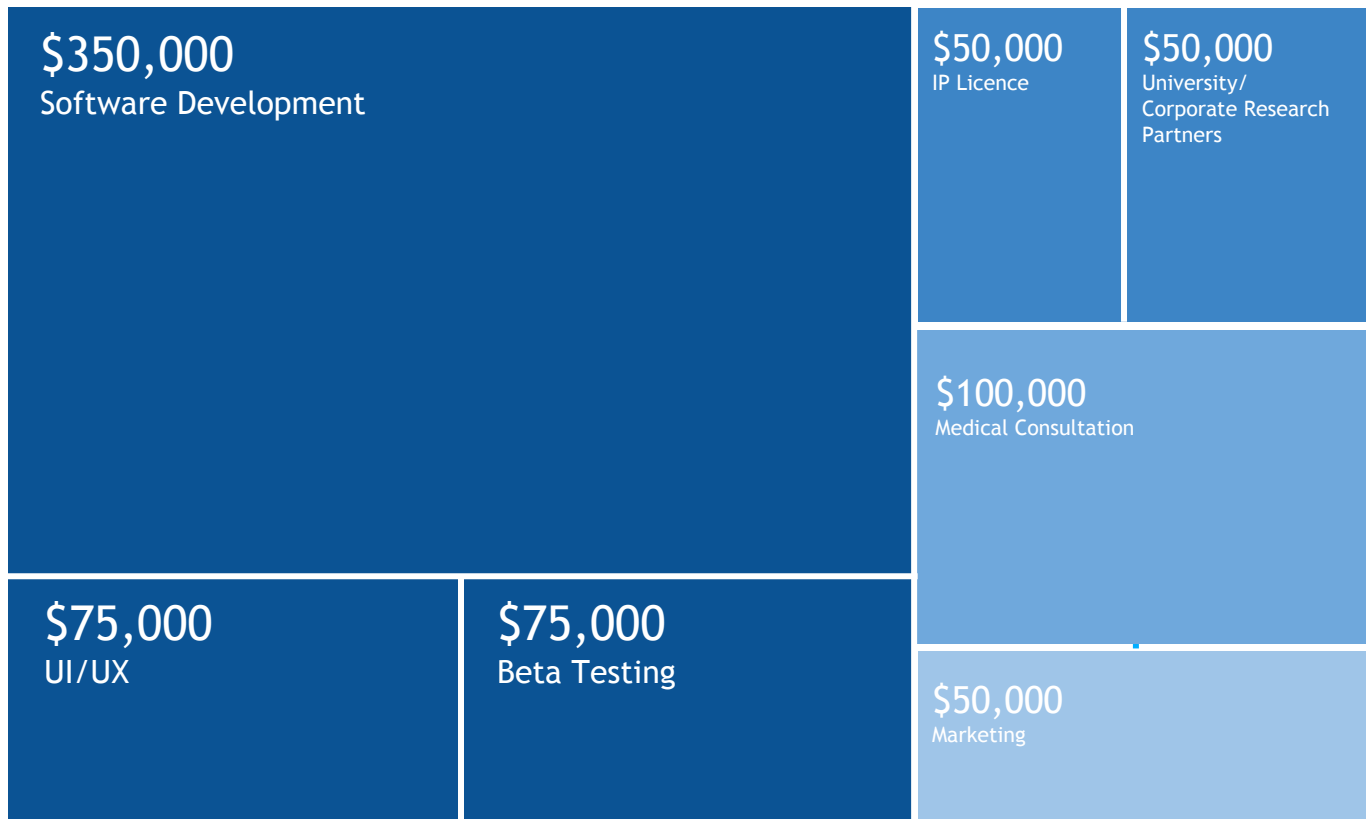 $350,000
Software Development
$50,000
IP Licence
$50,000
University/
Corporate Research
Partners
$100,000
Medical Consultation
$75,000
UI/UX
$75,000
Beta Testing
$50,000
Marketing